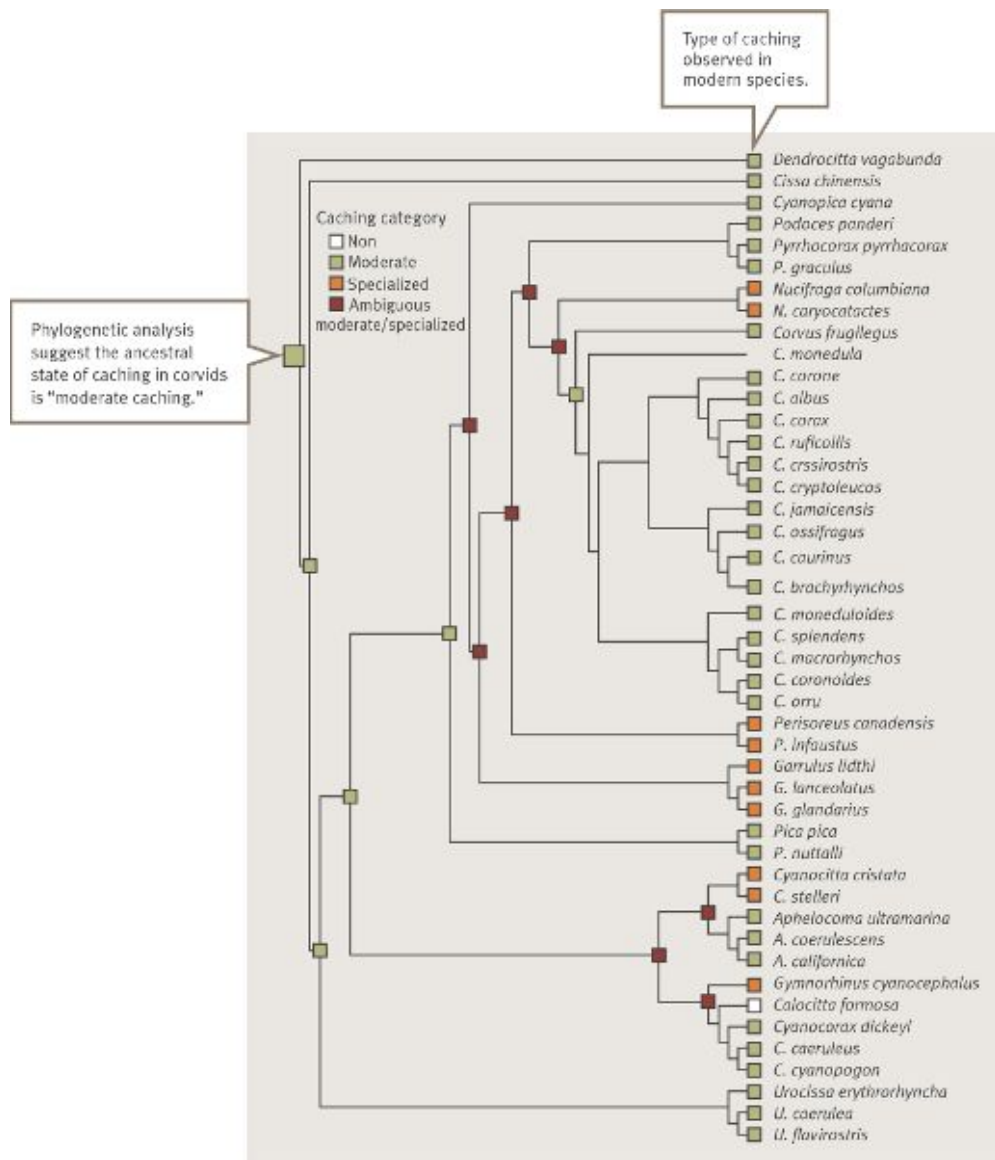 Type of caching
observed in
modern species.
Dendrocitta vagabunda
Cissa chinensis
Cyanopica cyana
Podoces panderi
Pyrrhocorax pyrrhacorax
P. graculus
Nucifraga columbiana
N. caryocatactes
Corvus frugllegus
C. monedula
C. corone
C. albus
C. corax
C. ruficollis
C. crssirostris
C. cryptoleucos
C. jamaicensis
C. ossifragus
C. caurinus
C. brachyrhynchos
C. moneduloides
C. splendens
C. macrorhynchos
C. coronoides
C. orru
Perisoreus canadensis
P. infaustus
Garrulus lidthi
G. lanceolatus
G. glandarius
Pica pica
P. nuttalli
Cyanocitta cristata
C. stelleri
Aphelocoma ultramarina
A. coerulescens
A. californica
Gymnorhinus cyanocephalus
Calocitta formosa
Cyanocorax dickeyl
C. caeruleus
C. cyanopogon
Urocissa erythrorhyncha
U. caerulea
U. flavirostris
Caching category
Non
Moderate
Specialized
Ambiguous
moderate/specialized
Phylogenetic analysis
suggest the ancestral
state of caching in corvids
is “moderate caching.”